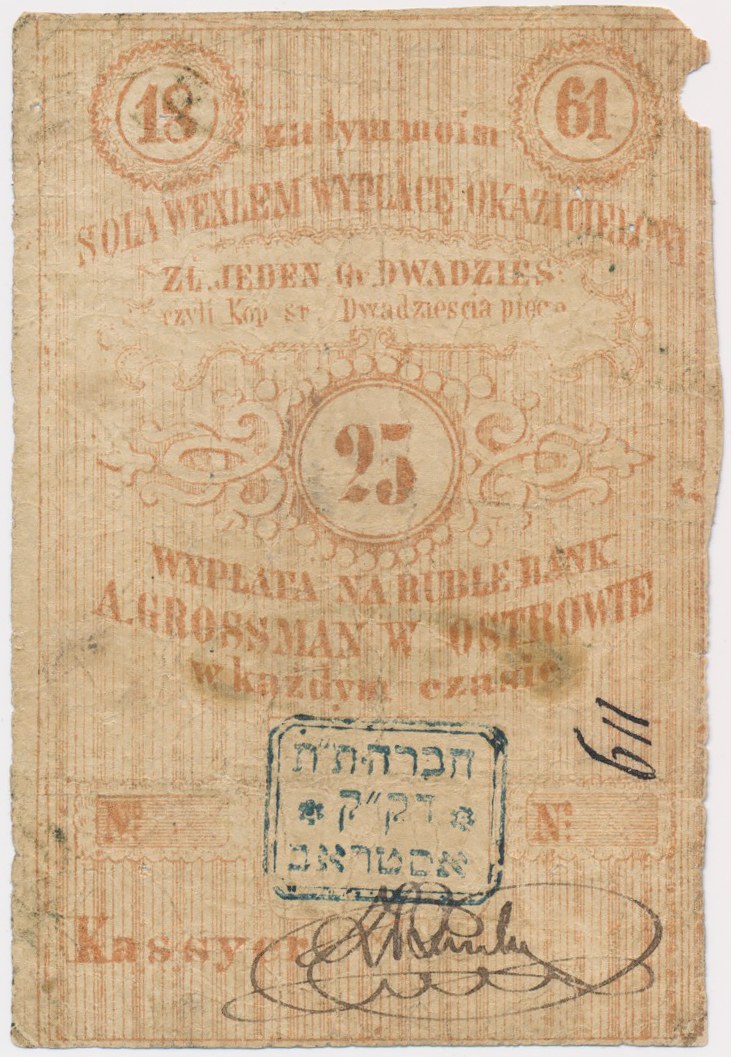 18 61
za tym moim
SOLA WEXLEM WYPŁACĘ OKAZICIELOWI
ZŁ JEDEN Gr DWADZIES
czyli Kop sr. Dwadzieścia pięć
25
WYPŁATA NA RUBLE BANK
A. GROSSMAN W OSTROWIE
w każdym czasie
611
חברה ת״ת
דק״ק
אסטראב
No: No:
Kassyer